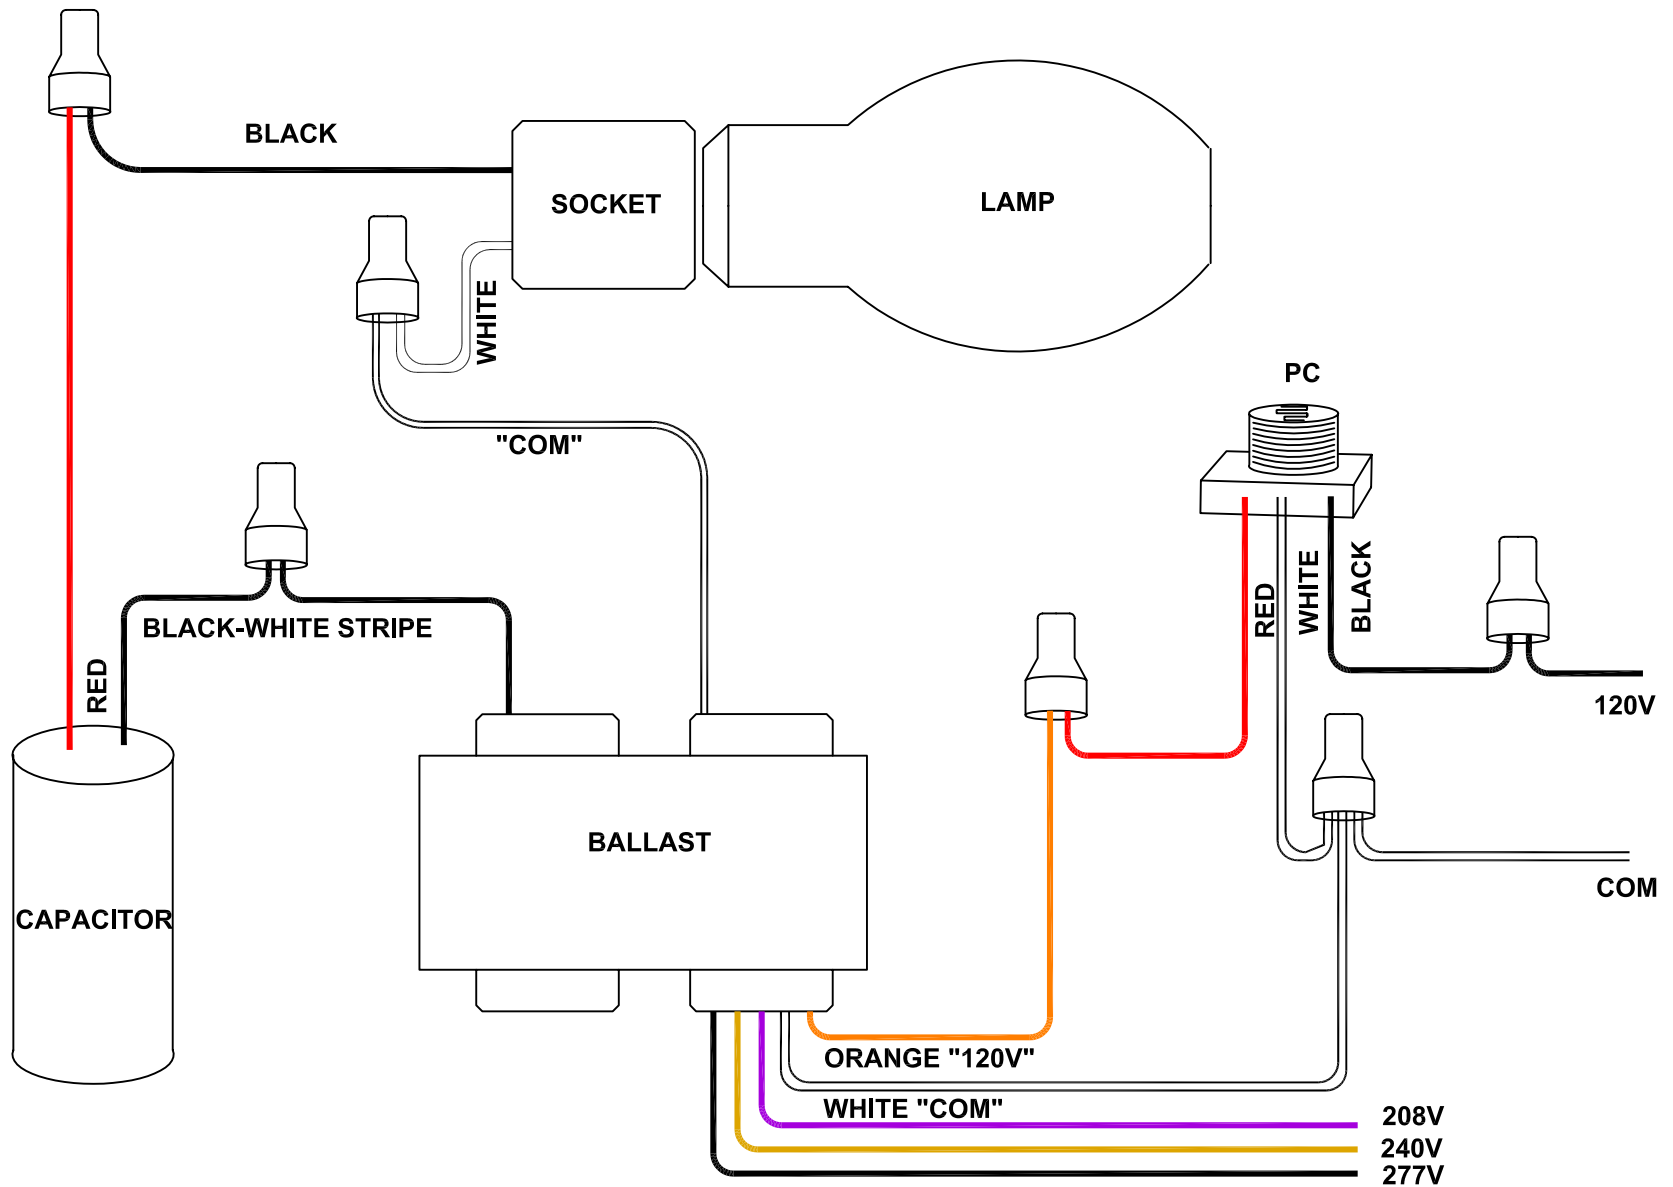 BLACK
SOCKET
LAMP
WHITE
PC
"COM"
BLACK-WHITE STRIPE
RED
RED
WHITE
BLACK
120V
BALLAST
CAPACITOR
COM
ORANGE "120V"
WHITE "COM"
208V
240V
277V